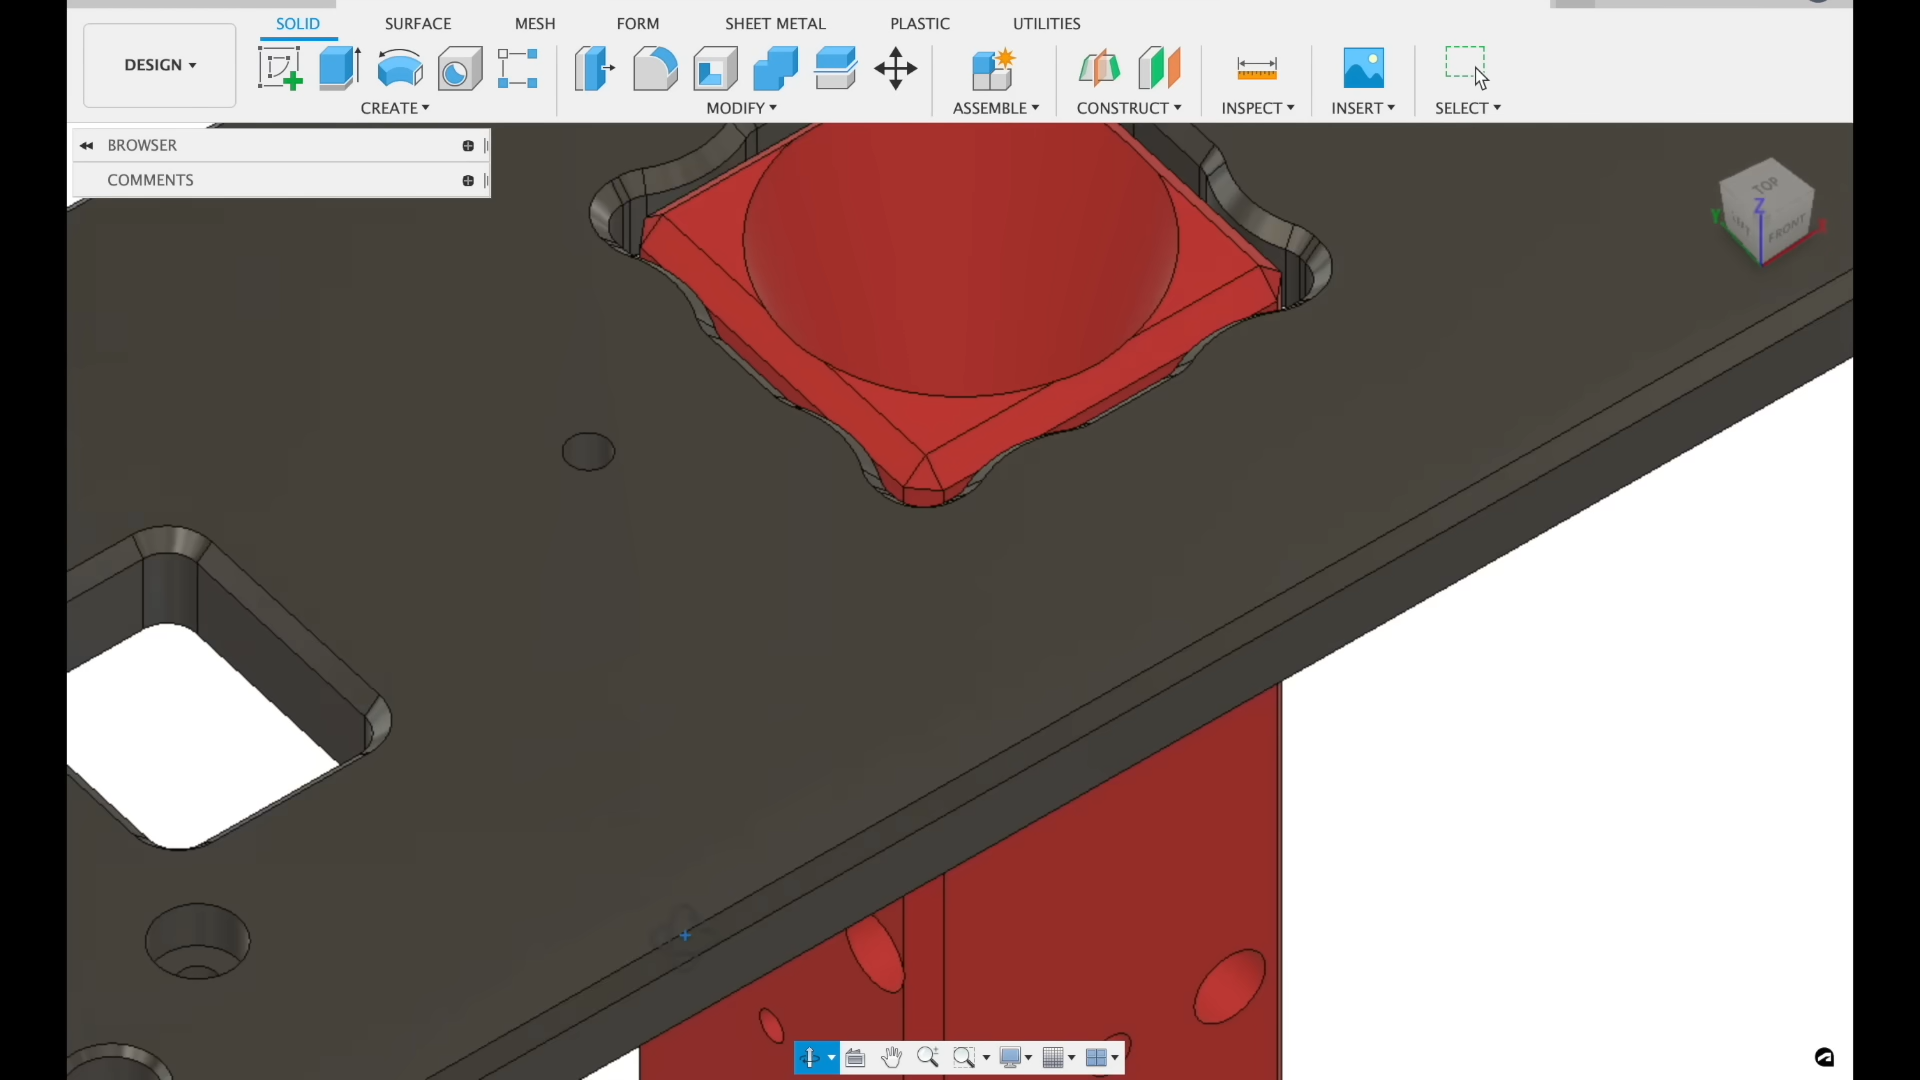 SOLID SURFACE MESH FORM SHEET METAL PLASTIC UTILITIES
DESIGN
CREATE MODIFY ASSEMBLE CONSTRUCT INSPECT INSERT SELECT
BROWSER
COMMENTS
TOP
FRONT
Z
Y
X